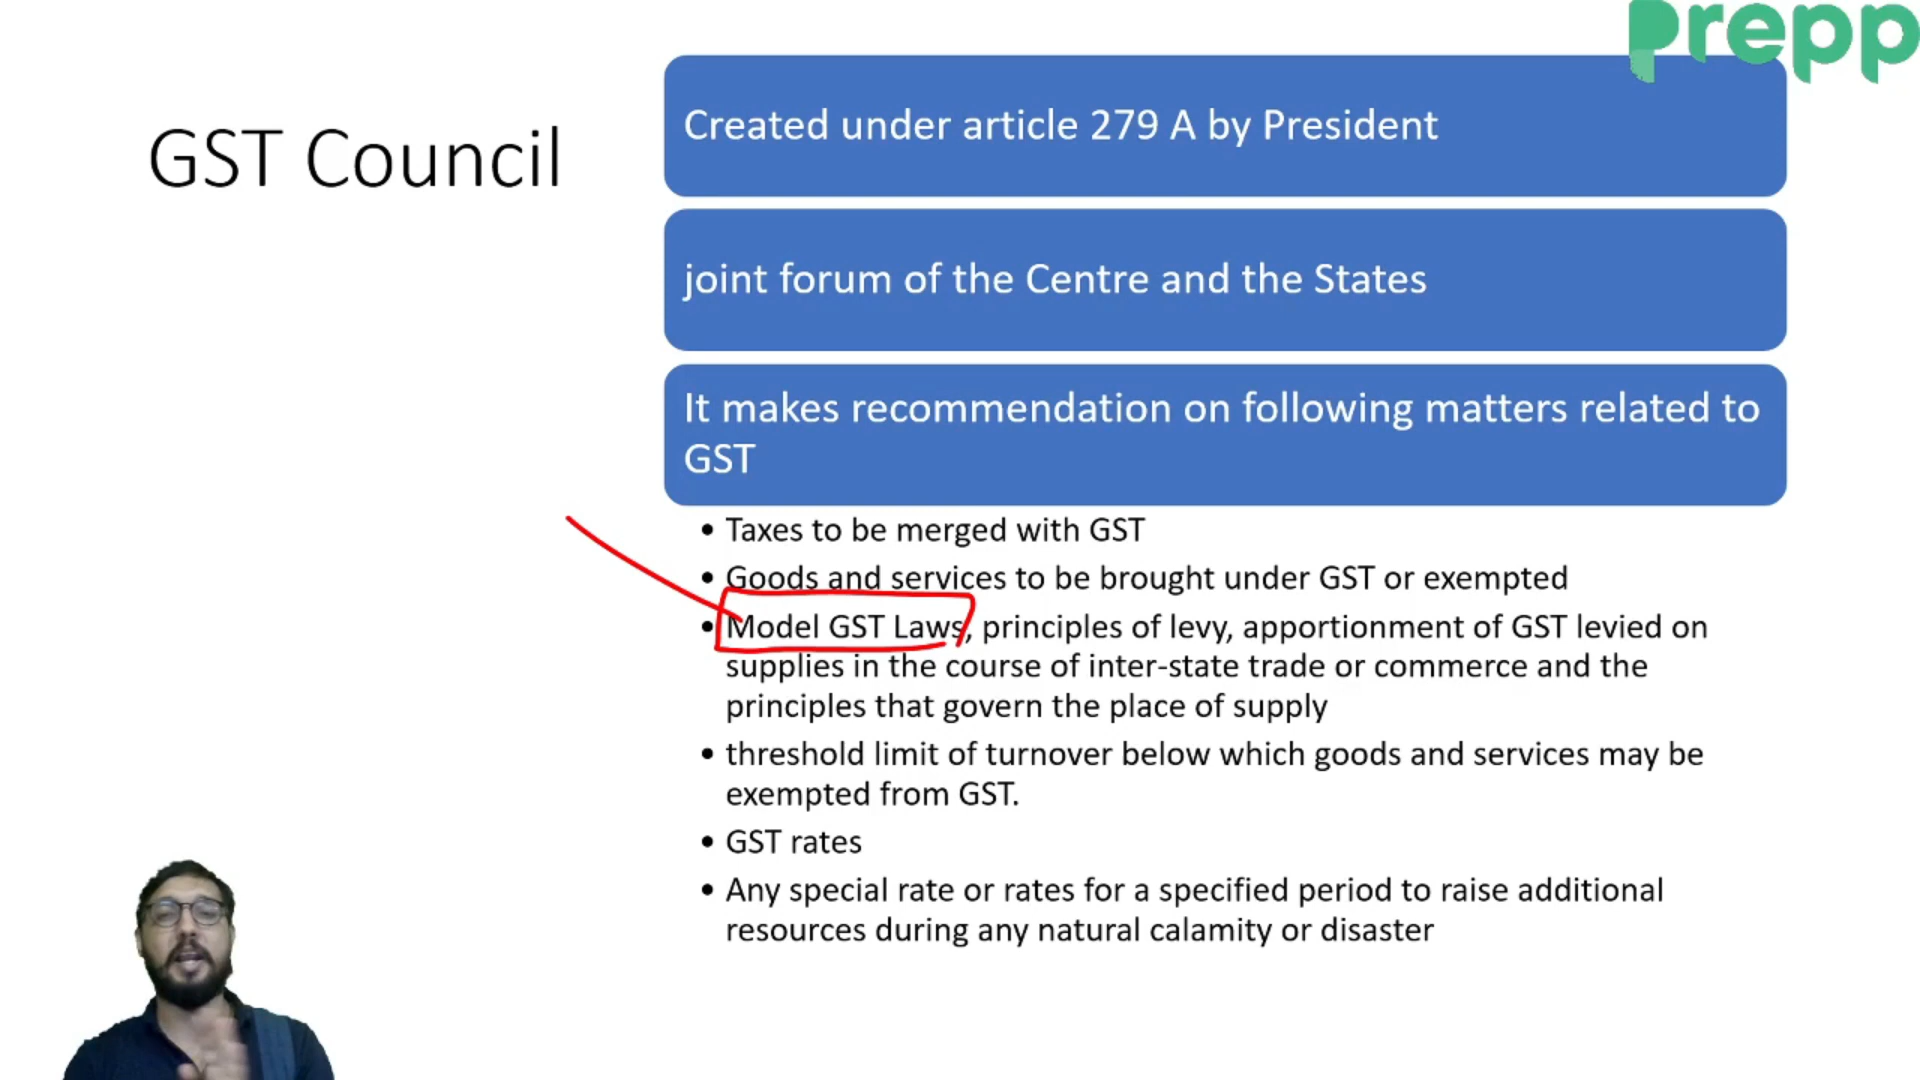 prepp
GST Council
Created under article 279 A by President
joint forum of the Centre and the States
It makes recommendation on following matters related to
GST
• Taxes to be merged with GST
• Goods and services to be brought under GST or exempted
• Model GST Laws, principles of levy, apportionment of GST levied on
supplies in the course of inter-state trade or commerce and the
principles that govern the place of supply
• threshold limit of turnover below which goods and services may be
exempted from GST.
• GST rates
• Any special rate or rates for a specified period to raise additional
resources during any natural calamity or disaster